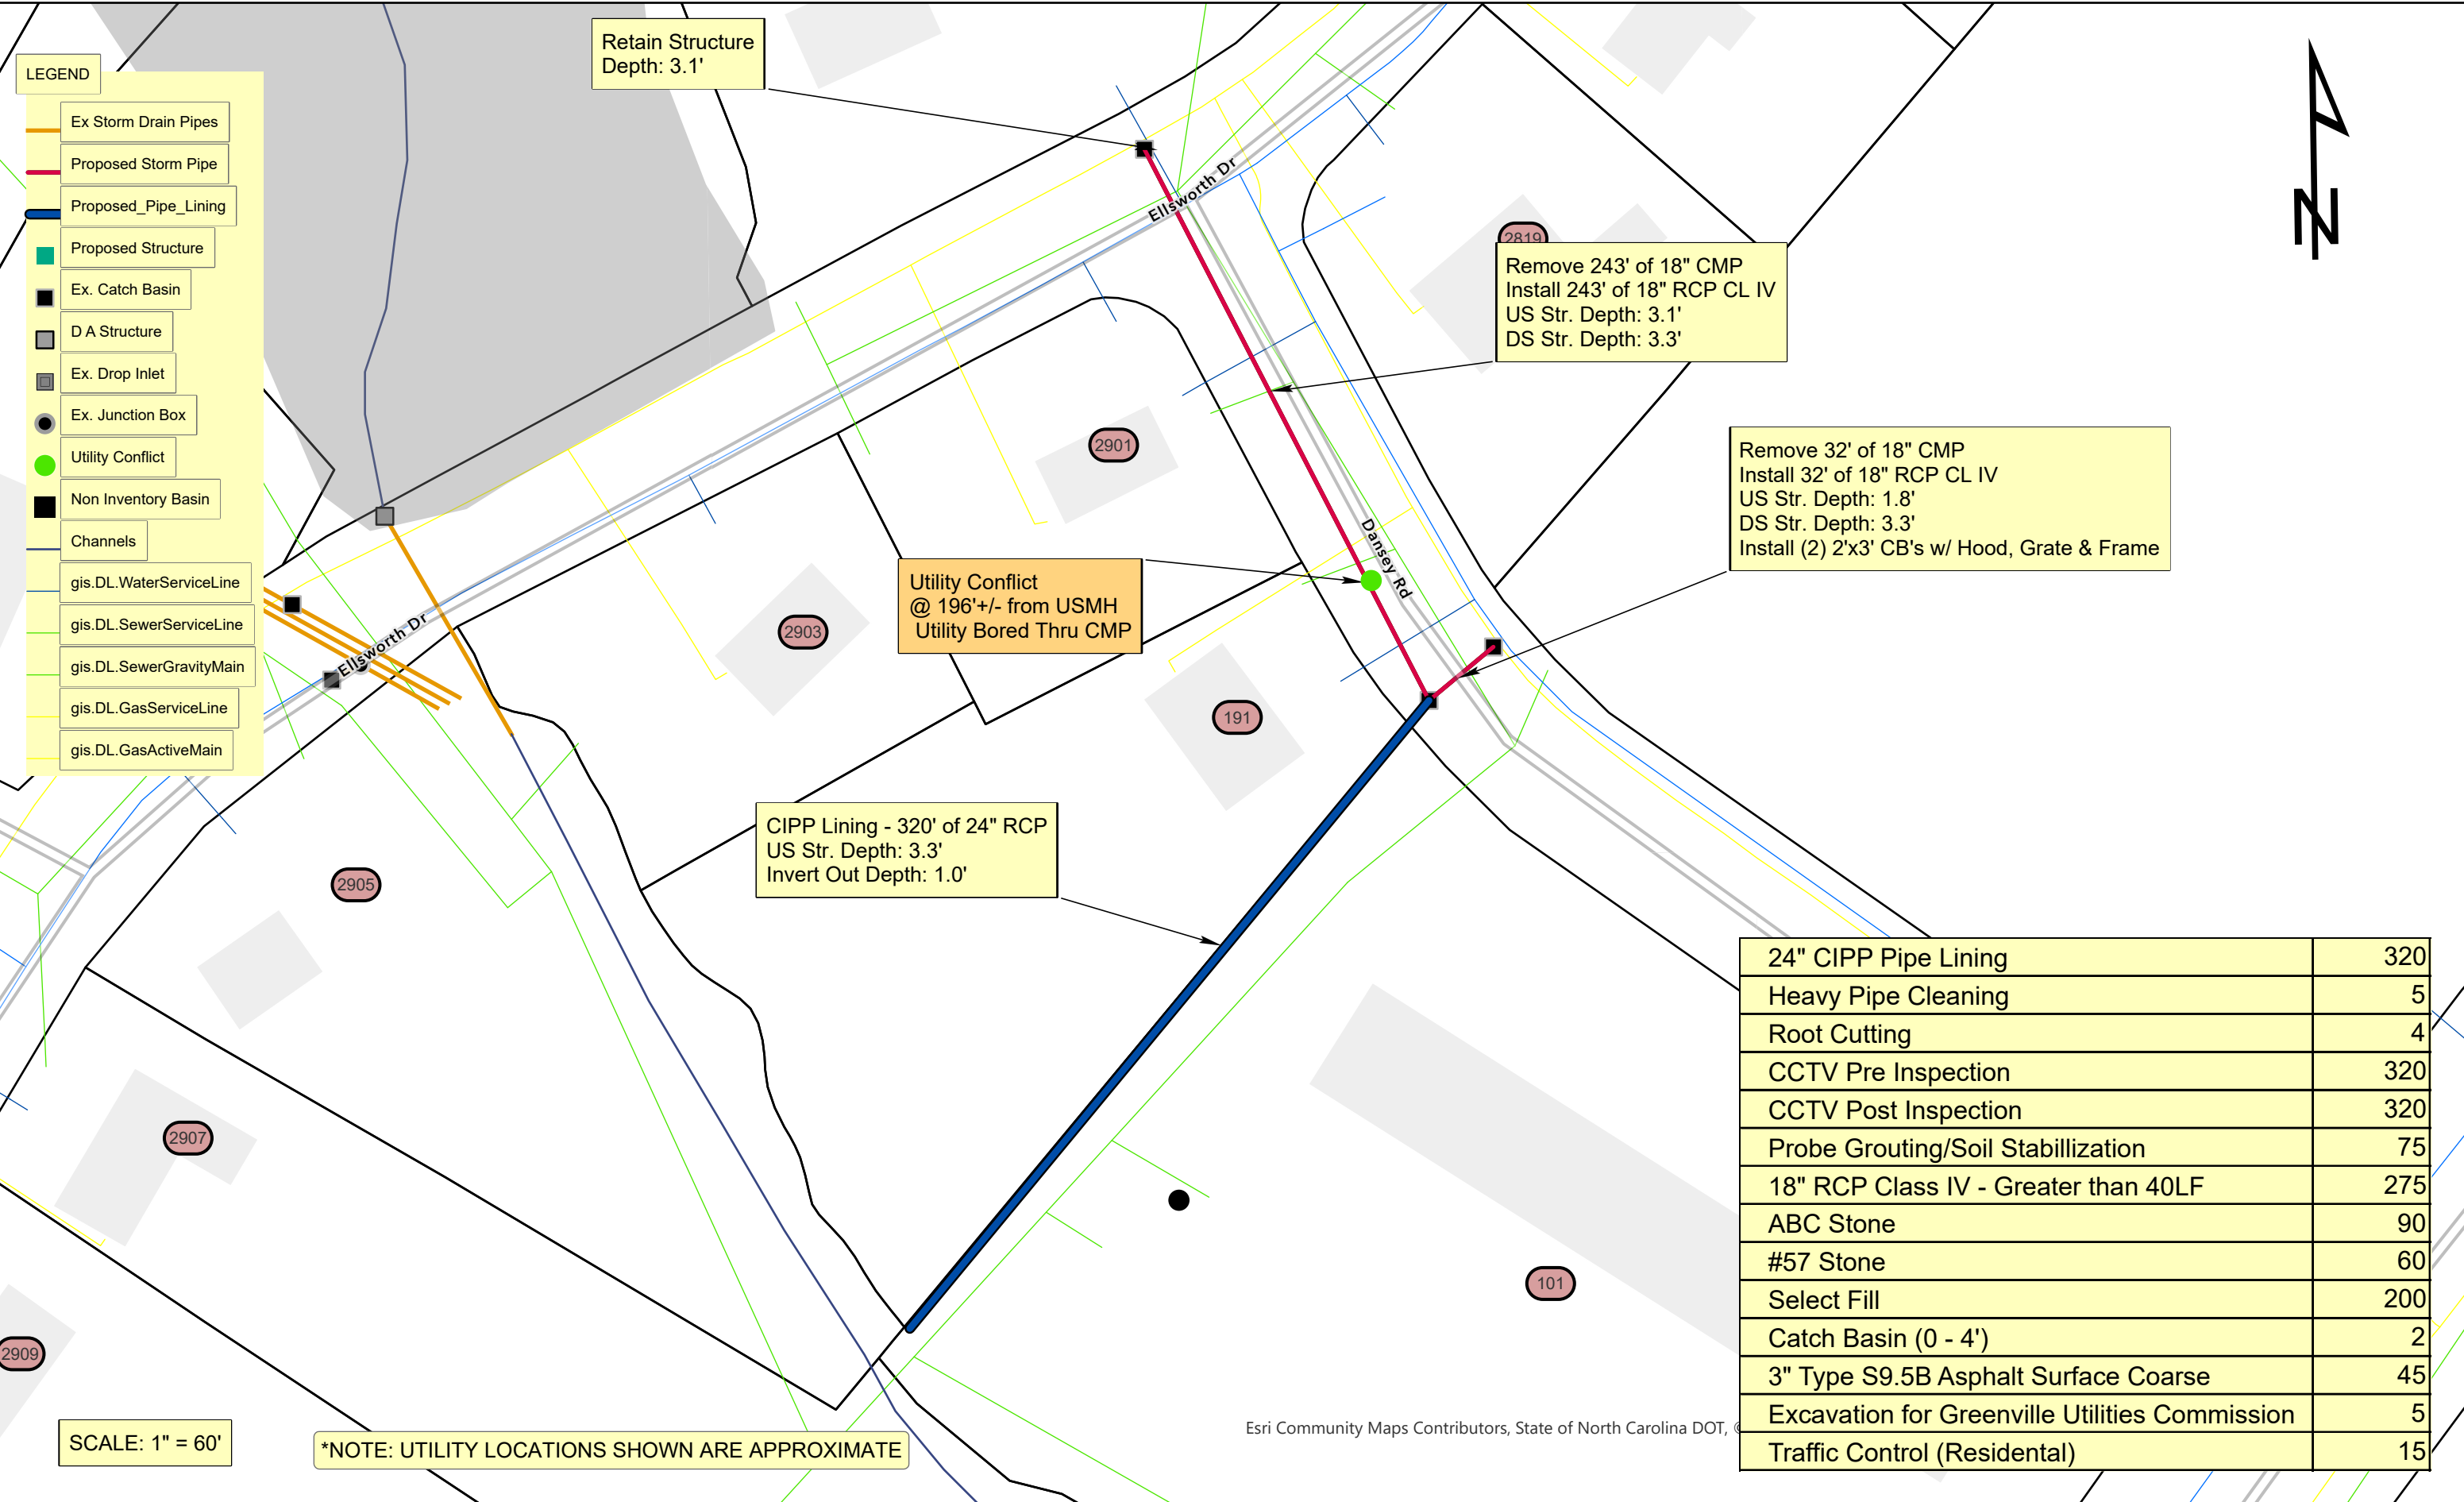 LEGEND
Ex Storm Drain Pipes
Proposed Storm Pipe
Proposed_Pipe_Lining
Proposed Structure
Ex. Catch Basin
D A Structure
Ex. Drop Inlet
Ex. Junction Box
Utility Conflict
Non Inventory Basin
Channels
gis.DL.WaterServiceLine
gis.DL.SewerServiceLine
gis.DL.SewerGravityMain
gis.DL.GasServiceLine
gis.DL.GasActiveMain
Retain Structure
Depth: 3.1'
N
Ellsworth Dr
2819
Remove 243' of 18" CMP
Install 243' of 18" RCP CL IV
US Str. Depth: 3.1'
DS Str. Depth: 3.3'
2901
Remove 32' of 18" CMP
Install 32' of 18" RCP CL IV
US Str. Depth: 1.8'
DS Str. Depth: 3.3'
Install (2) 2'x3' CB's w/ Hood, Grate & Frame
Dansey Rd
Utility Conflict
@ 196'+/- from USMH
Utility Bored Thru CMP
2903
Ellsworth Dr
191
CIPP Lining - 320' of 24" RCP
US Str. Depth: 3.3'
Invert Out Depth: 1.0'
2905
2907
2909
101
24" CIPP Pipe Lining 320
Heavy Pipe Cleaning 5
Root Cutting 4
CCTV Pre Inspection 320
CCTV Post Inspection 320
Probe Grouting/Soil Stabillization 75
18" RCP Class IV - Greater than 40LF 275
ABC Stone 90
#57 Stone 60
Select Fill 200
Catch Basin (0 - 4') 2
3" Type S9.5B Asphalt Surface Coarse 45
Excavation for Greenville Utilities Commission 5
Traffic Control (Residental) 15
SCALE: 1" = 60'
*NOTE: UTILITY LOCATIONS SHOWN ARE APPROXIMATE
Esri Community Maps Contributors, State of North Carolina DOT, ©